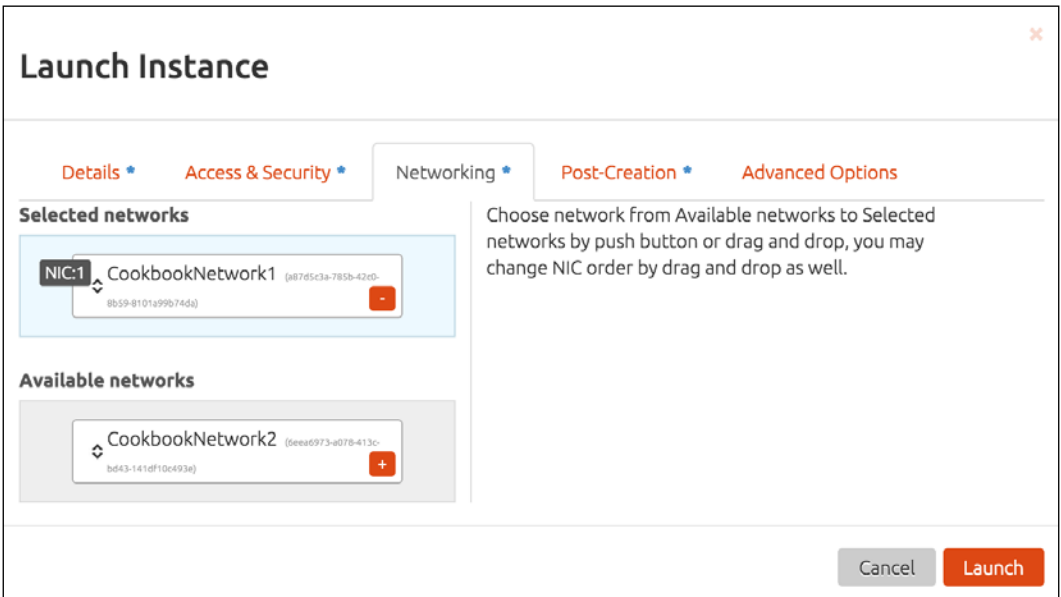 Launch Instance
Details *
Access & Security *
Networking *
Post-Creation *
Advanced Options
Selected networks
NIC:1
CookbookNetwork1 (a87d5c3a-785b-42c0-
8b59-8101a99b74da)
-
Available networks
CookbookNetwork2 (6eea6973-a078-413c-
bd43-141df10c493e)
+
Choose network from Available networks to Selected
networks by push button or drag and drop, you may
change NIC order by drag and drop as well.
Cancel
Launch